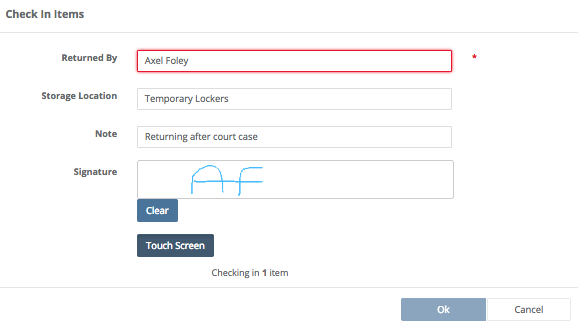 Check In Items
Returned By Axel Foley *
Storage Location Temporary Lockers
Note Returning after court case
Signature AF
Clear
Touch Screen
Checking in 1 item
Ok Cancel